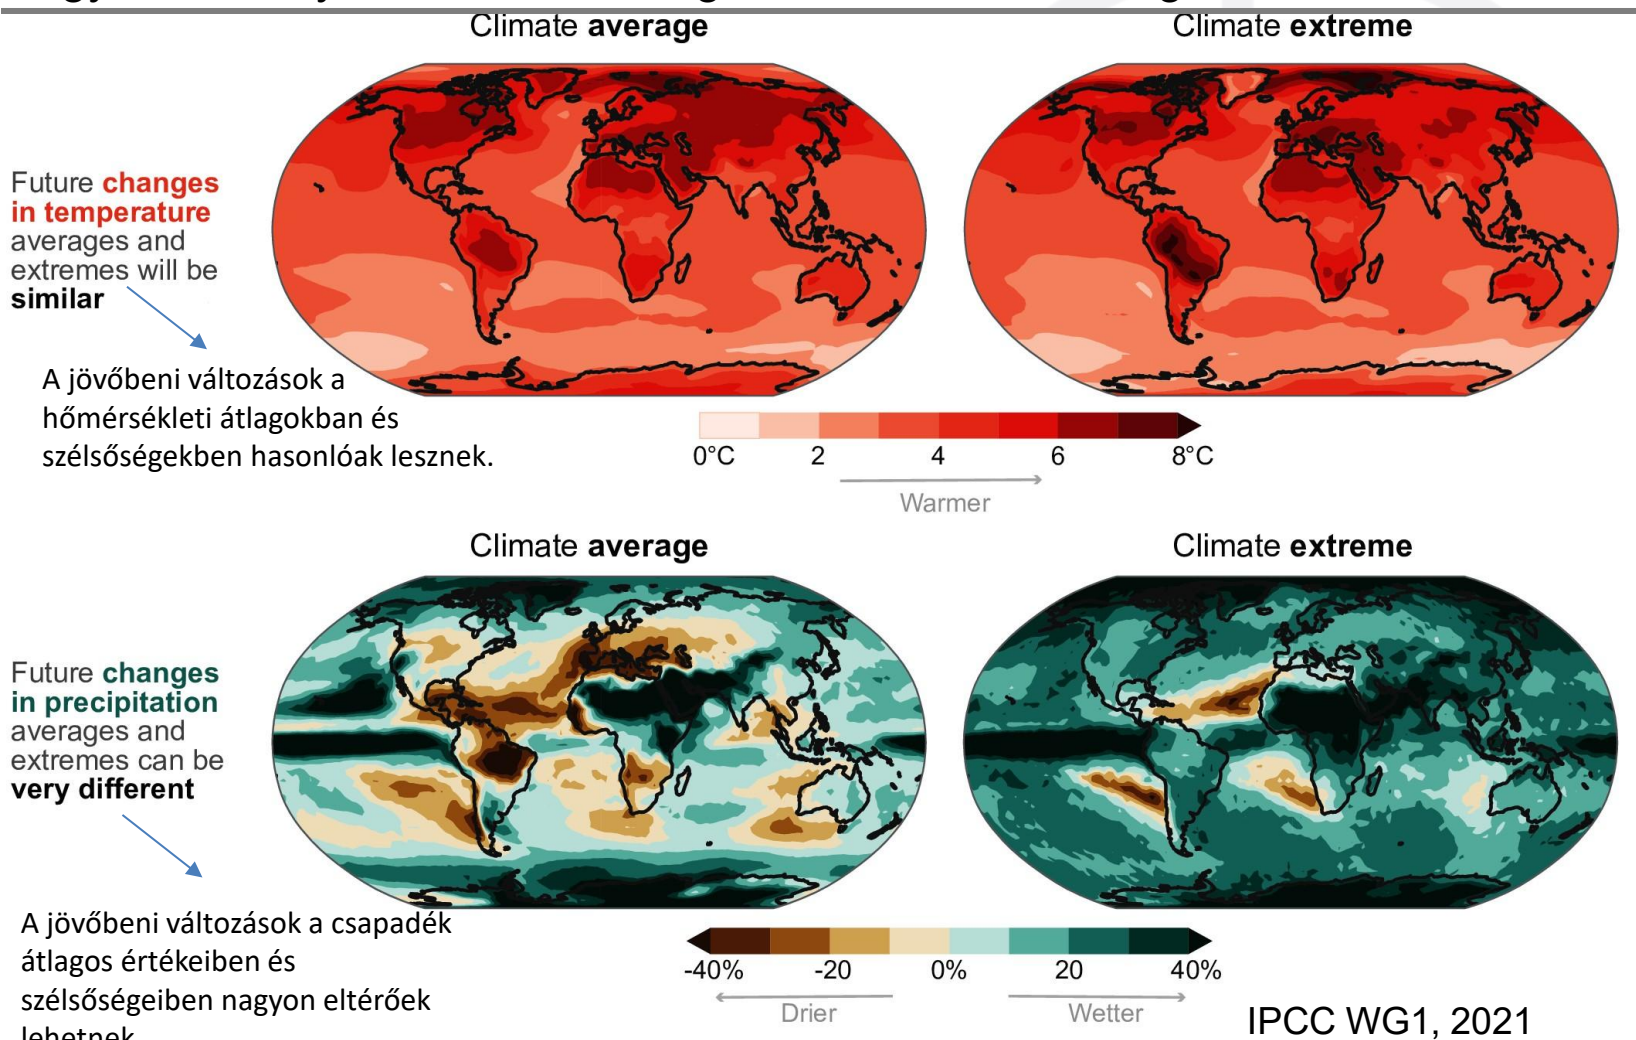 Climate average
Climate extreme
Future changes
in temperature
averages and
extremes will be
similar
A jövőbeni változások a
hőmérsékleti átlagokban és
szélsőségekben hasonlóak lesznek.
0°C 2 4 6 8°C
Warmer
Climate average
Climate extreme
Future changes
in precipitation
averages and
extremes can be
very different
A jövőbeni változások a csapadék
átlagos értékeiben és
szélsőségeiben nagyon eltérőek
lehetnek
-40% -20 0% 20 40%
Drier
Wetter
IPCC WG1, 2021